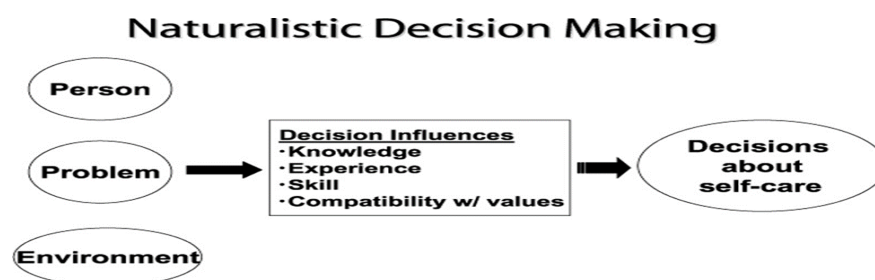 Naturalistic Decision Making
Person
Problem
Environment
Decision Influences
·Knowledge
·Experience
·Skill
·Compatibility w/ values
Decisions
about
self-care